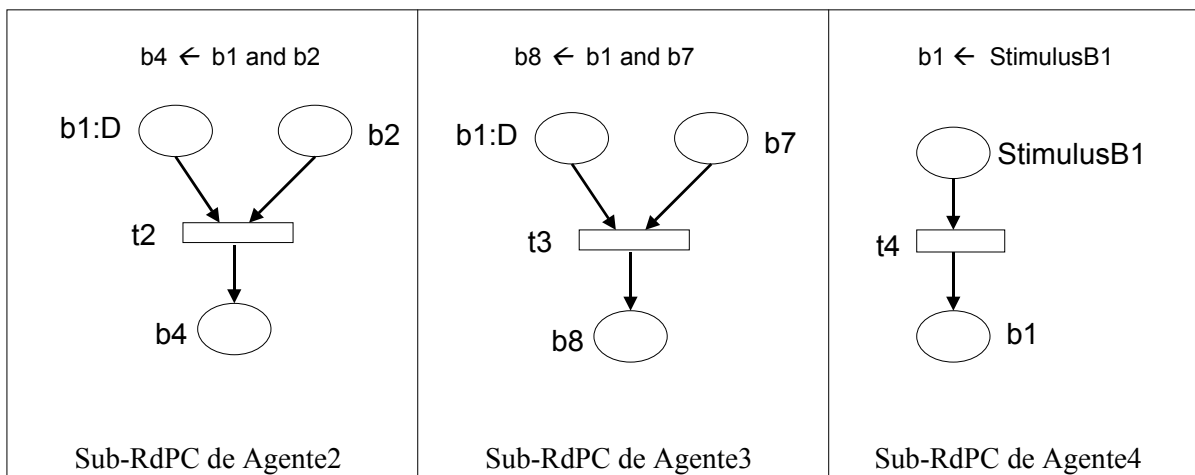 b4 ← b1 and b2
b1:D
b2
t2
b4
Sub-RdPC de Agente2
b8 ← b1 and b7
b1:D
b7
t3
b8
Sub-RdPC de Agente3
b1 ← StimulusB1
StimulusB1
t4
b1
Sub-RdPC de Agente4